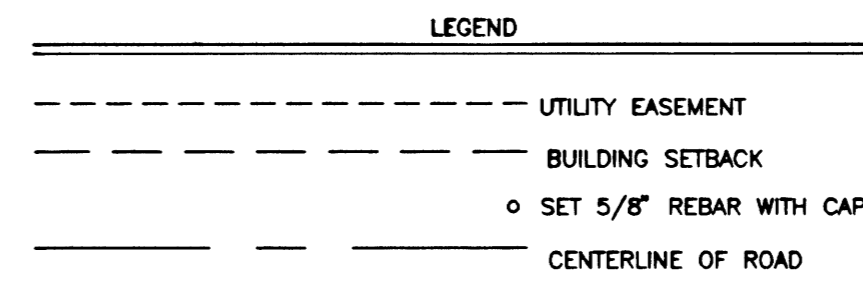 LEGEND
UTILITY EASEMENT
BUILDING SETBACK
SET 5/8" REBAR WITH CAP
CENTERLINE OF ROAD